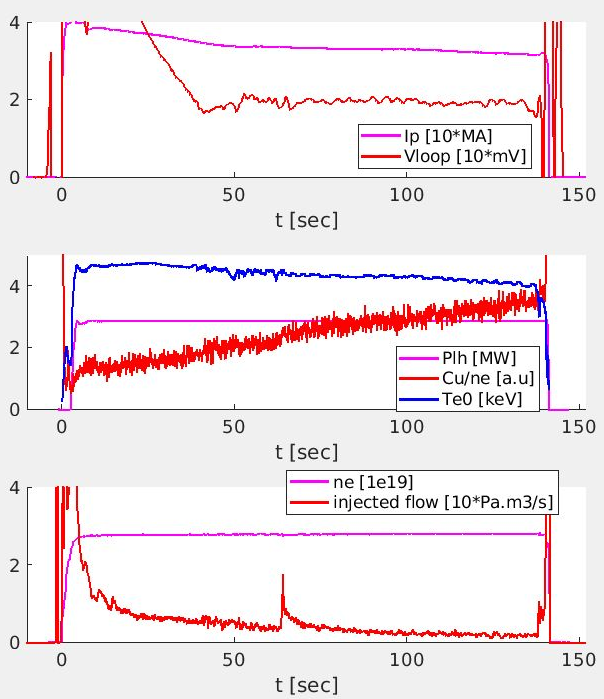 4
2
0
Ip [10*MA]
Vloop [10*mV]
0 50 100 150
t [sec]
4
2
0
Plh [MW]
Cu/ne [a.u]
Te0 [keV]
0 50 100 150
t [sec]
ne [1e19]
injected flow [10*Pa.m3/s]
4
2
0
0 50 100 150
t [sec]